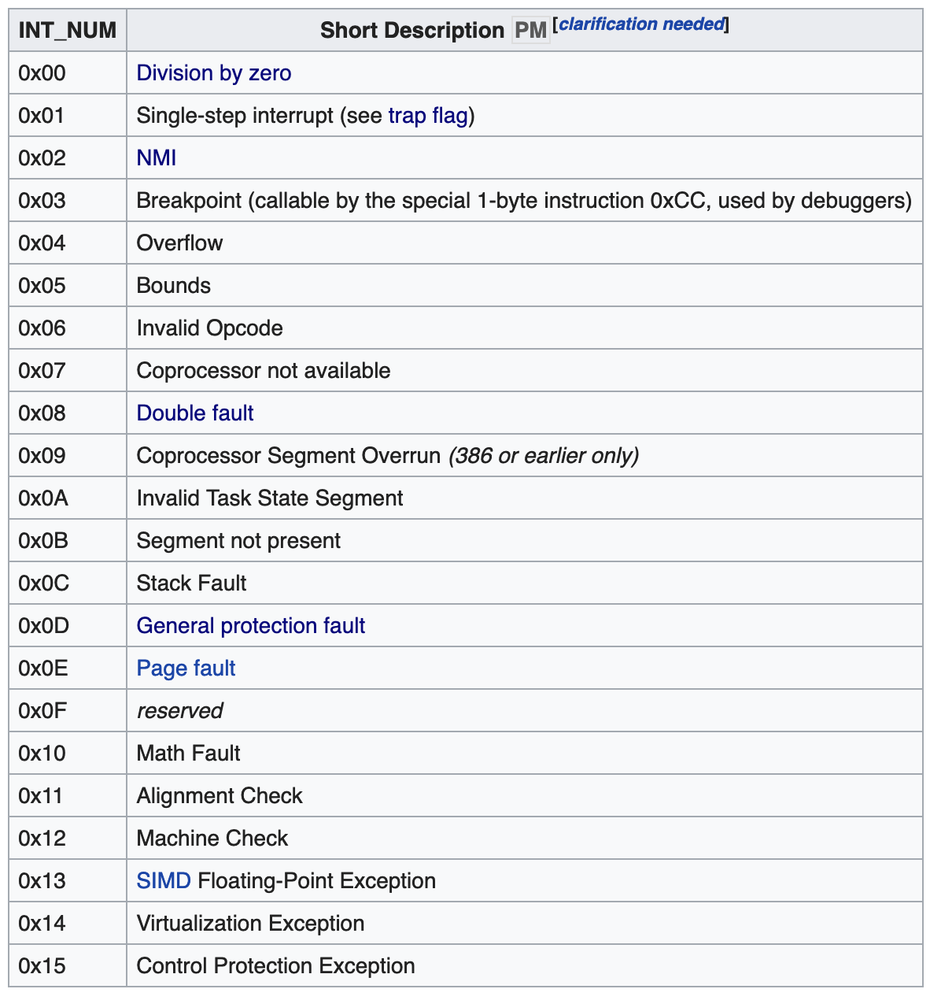 INT_NUM Short Description PM [clarification needed]
0x00 Division by zero
0x01 Single-step interrupt (see trap flag)
0x02 NMI
0x03 Breakpoint (callable by the special 1-byte instruction 0xCC, used by debuggers)
0x04 Overflow
0x05 Bounds
0x06 Invalid Opcode
0x07 Coprocessor not available
0x08 Double fault
0x09 Coprocessor Segment Overrun (386 or earlier only)
0x0A Invalid Task State Segment
0x0B Segment not present
0x0C Stack Fault
0x0D General protection fault
0x0E Page fault
0x0F reserved
0x10 Math Fault
0x11 Alignment Check
0x12 Machine Check
0x13 SIMD Floating-Point Exception
0x14 Virtualization Exception
0x15 Control Protection Exception